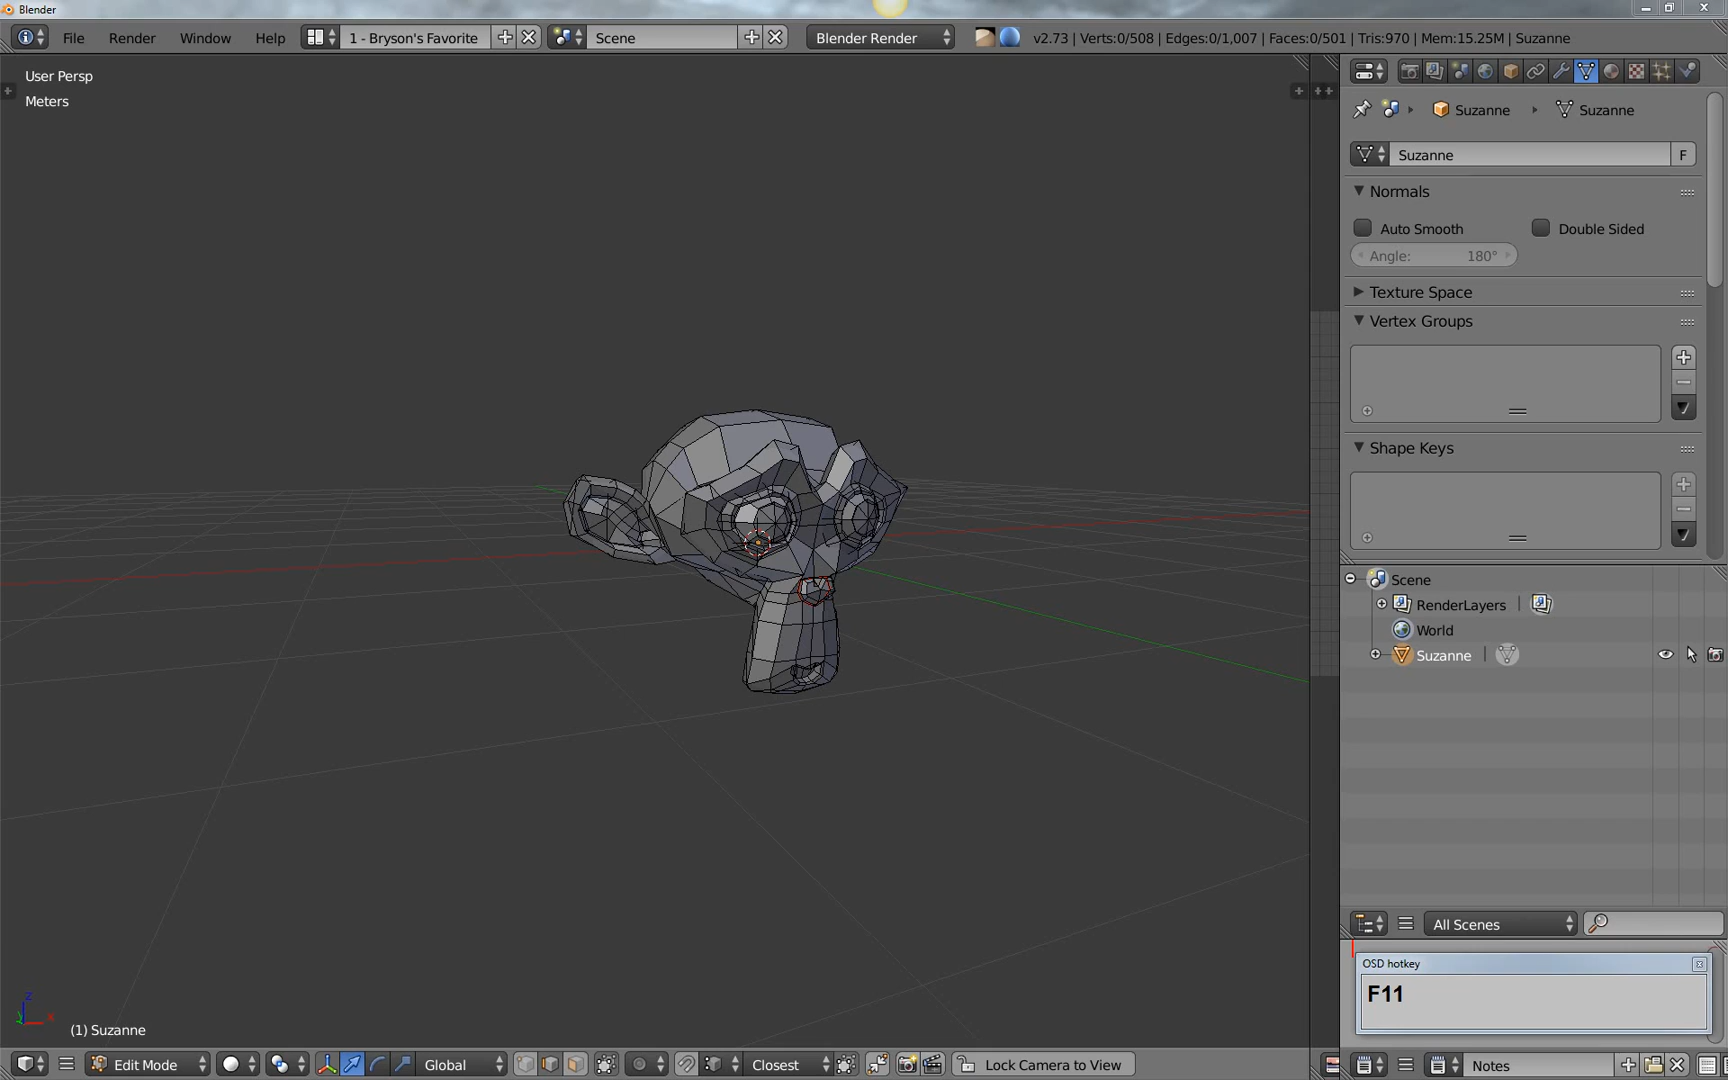 Blender
File Render Window Help 1 - Bryson's Favorite Scene Blender Render v2.73 | Verts:0/508 | Edges:0/1,007 | Faces:0/501 | Tris:970 | Mem:15.25M | Suzanne
User Persp
Meters
Suzanne Suzanne
Suzanne F
Normals
Auto Smooth Double Sided
Angle: 180°
Texture Space
Vertex Groups
Shape Keys
Scene
RenderLayers |
World
Suzanne |
All Scenes
OSD hotkey
F11
z
y x
(1) Suzanne
Edit Mode Global Closest Lock Camera to View Notes